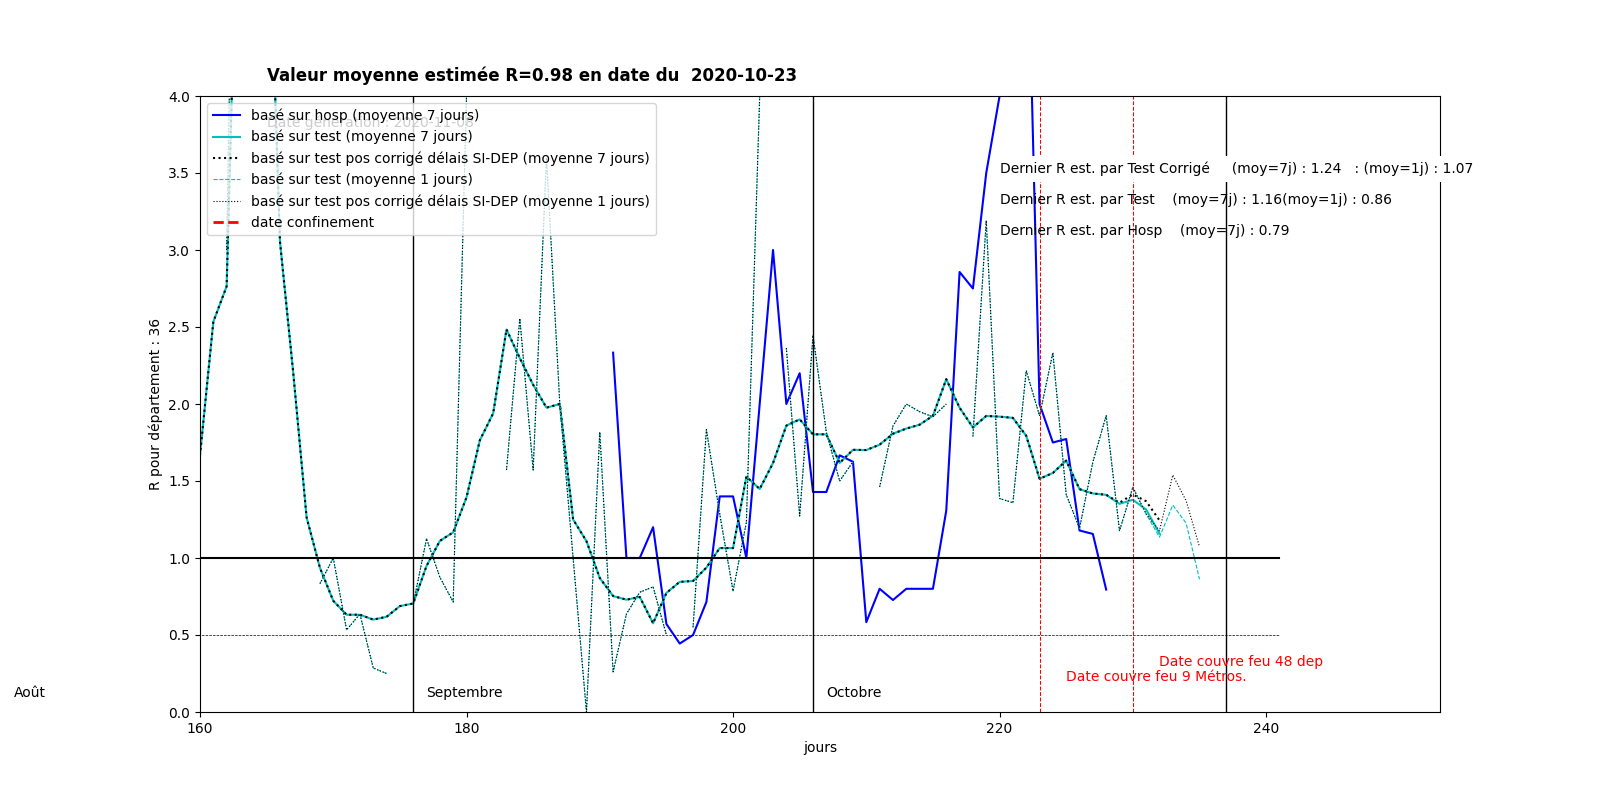 Valeur moyenne estimée R=0.98 en date du  2020-10-23
Date génération : 2020-11-06
basé sur hosp (moyenne 7 jours)
basé sur test (moyenne 7 jours)
basé sur test pos corrigé délais SI-DEP (moyenne 7 jours)
basé sur test (moyenne 1 jours)
basé sur test pos corrigé délais SI-DEP (moyenne 1 jours)
date confinement
Dernier R est. par Test Corrigé (moy=7j) : 1.24 : (moy=1j) : 1.07
Dernier R est. par Test (moy=7j) : 1.16(moy=1j) : 0.86
Dernier R est. par Hosp (moy=7j) : 0.79
4.0
3.5
3.0
2.5
2.0
1.5
1.0
0.5
0.0
R pour département : 36
Date couvre feu 48 dep
Date couvre feu 9 Métros.
Août
Septembre
Octobre
160
180
200
220
240
jours